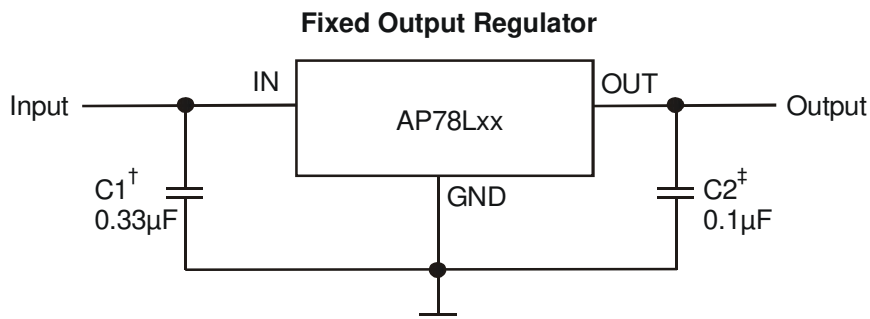 Fixed Output Regulator
IN
OUT
Input
AP78Lxx
Output
GND
C1†
0.33µF
C2‡
0.1µF